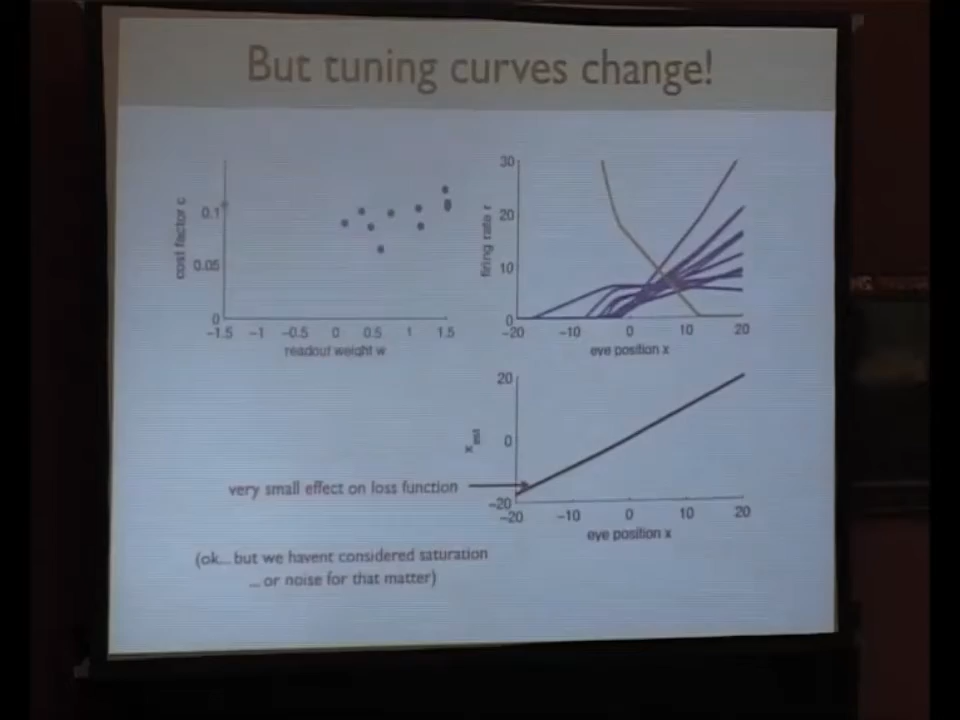 But tuning curves change!
cost factor c
0.1
0.05
0
-1.5 -1 -0.5 0 0.5 1 1.5
readout weight w
firing rate r
30
20
10
0
-20 -10 0 10 20
eye position x
x est
20
0
-20
-20 -10 0 10 20
eye position x
very small effect on loss function
(ok... but we havent considered saturation
... or noise for that matter)